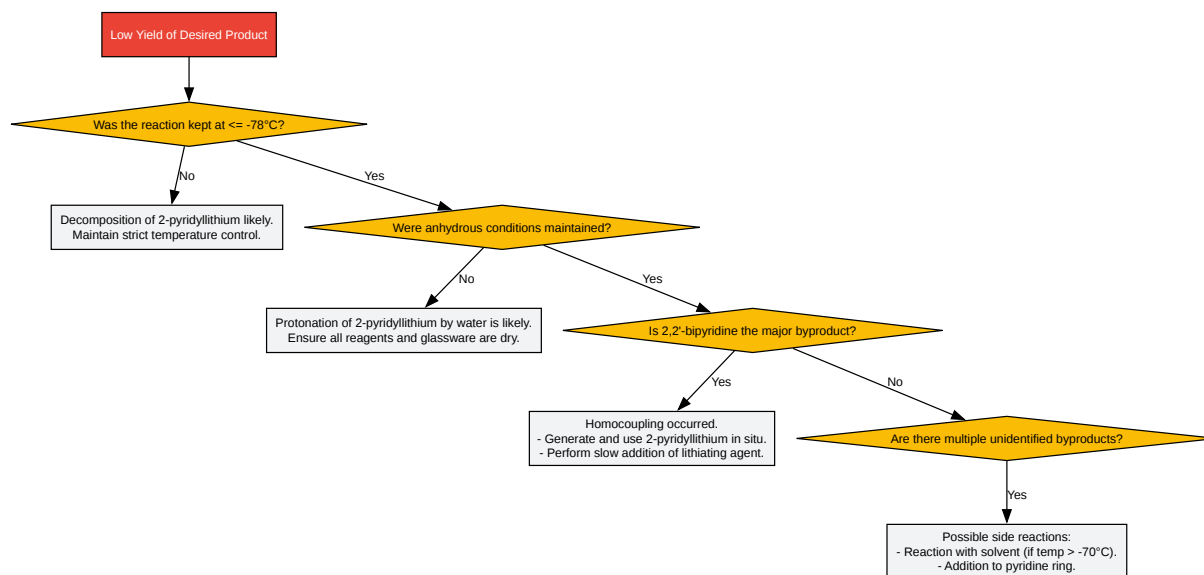 Low Yield of Desired Product
Was the reaction kept at <= -78°C?
No
Yes
Decomposition of 2-pyridyllithium likely.
Maintain strict temperature control.
Were anhydrous conditions maintained?
No
Yes
Protonation of 2-pyridyllithium by water is likely.
Ensure all reagents and glassware are dry.
Is 2,2'-bipyridine the major byproduct?
Yes
No
Homocoupling occurred.
- Generate and use 2-pyridyllithium in situ.
- Perform slow addition of lithiating agent.
Are there multiple unidentified byproducts?
Yes
Possible side reactions:
- Reaction with solvent (if temp > -70°C).
- Addition to pyridine ring.